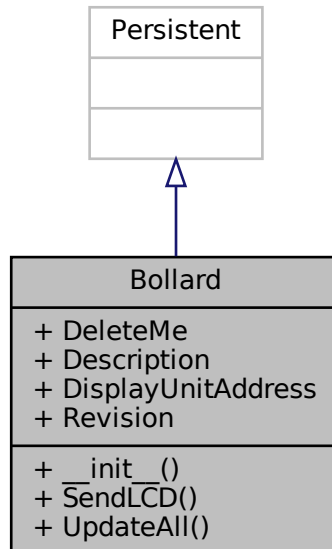 Persistent
Bollard
+ DeleteMe
+ Description
+ DisplayUnitAddress
+ Revision
+ __init__()
+ SendLCD()
+ UpdateAll()